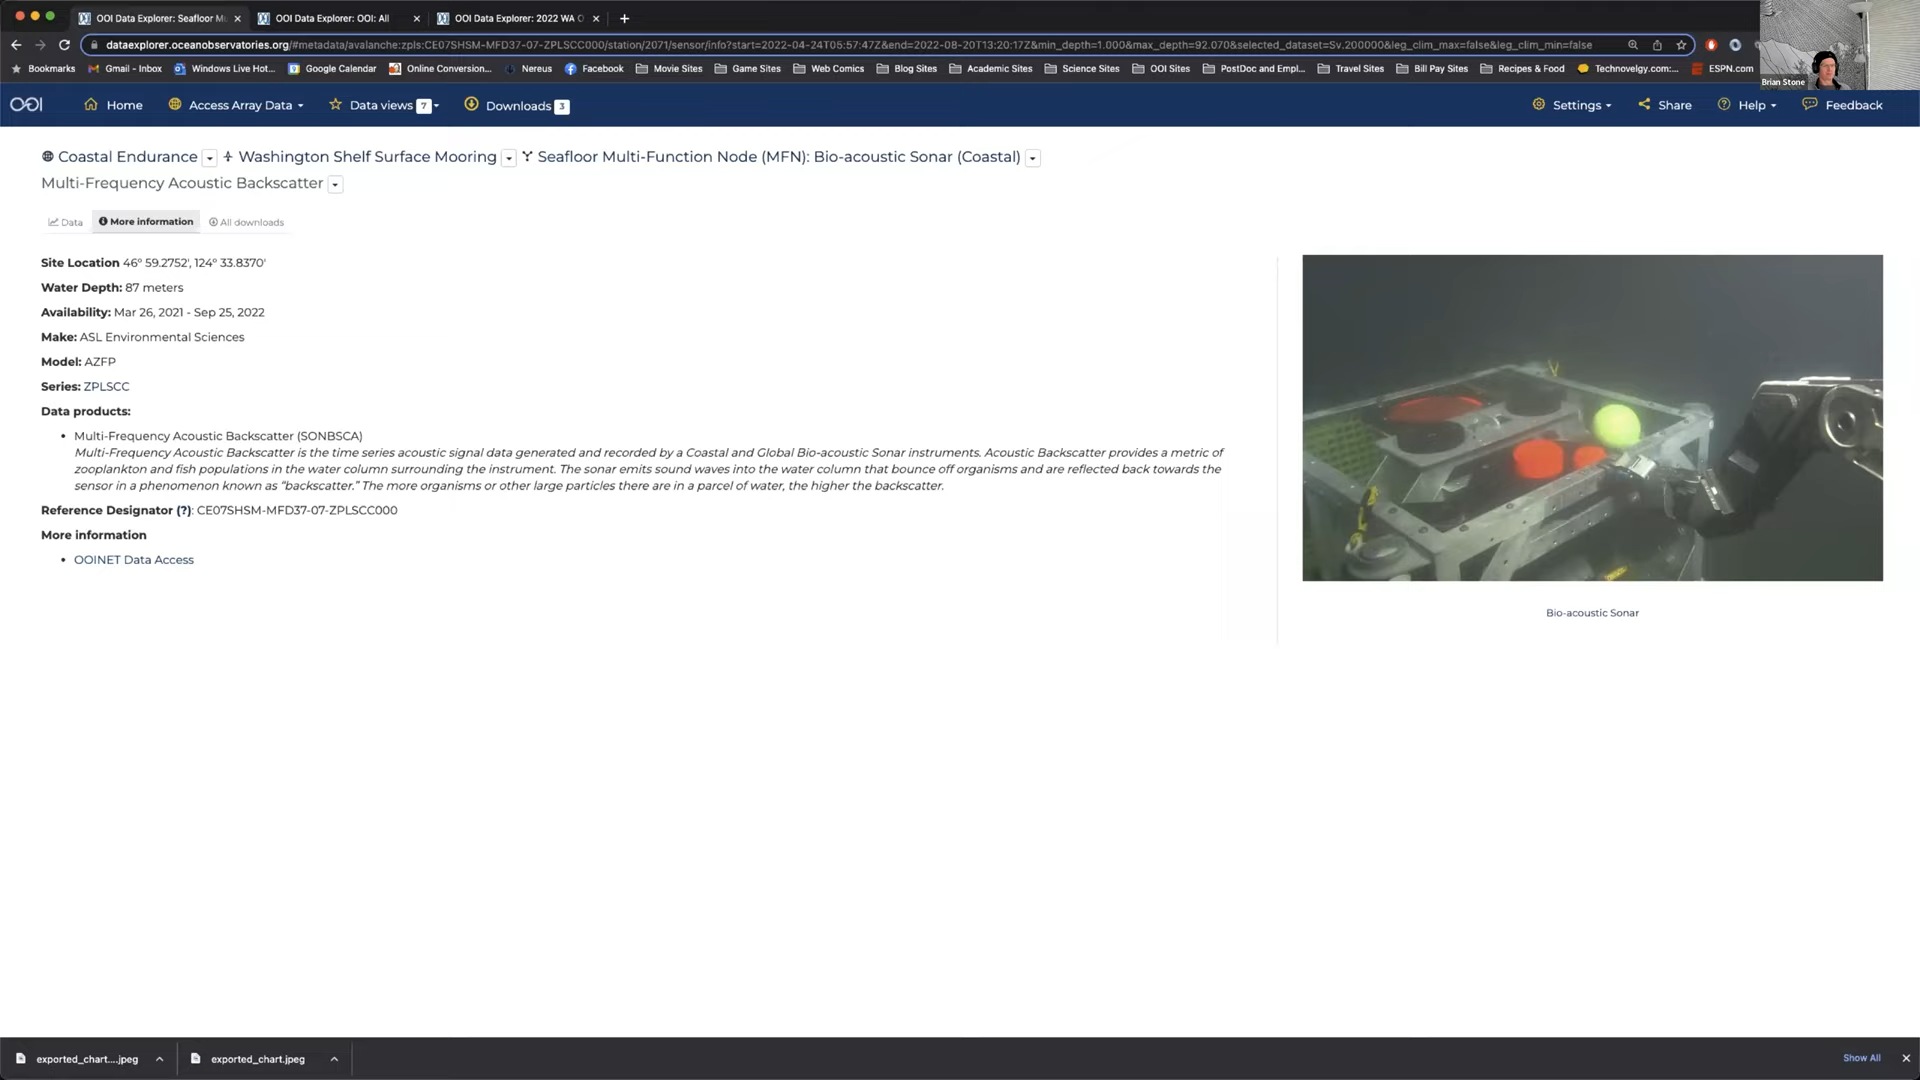 OOI Data Explorer: Seafloor Mu
OOI Data Explorer: OOI: All
OOI Data Explorer: 2022 WA O
dataexplorer.oceanobservatories.org/#metadata/avalanche:zpls:CE07SHSM-MFD37-07-ZPLSCC000/station/2071/sensor/info?start=2022-04-24T05:57:47Z&end=2022-08-20T13:20:17Z&min_depth=1.000&max_depth=92.070&selected_dataset=Sv.200000&leg_clim_max=false&leg_clim_min=false
Bookmarks Gmail - Inbox Windows Live Hot... Google Calendar Online Conversion... Nereus Facebook Movie Sites Game Sites Web Comics Blog Sites Academic Sites Science Sites OOI Sites PostDoc and Empl... Travel Sites Bill Pay Sites Recipes & Food Technovelgy.com:... ESPN.com
Brian Stone
OOI Home Access Array Data Data views 7 Downloads 3 Settings Share Help Feedback
Coastal Endurance Washington Shelf Surface Mooring Seafloor Multi-Function Node (MFN): Bio-acoustic Sonar (Coastal)
Multi-Frequency Acoustic Backscatter
Data More information All downloads
Site Location 46° 59.2752', 124° 33.8370'
Water Depth: 87 meters
Availability: Mar 26, 2021 - Sep 25, 2022
Make: ASL Environmental Sciences
Model: AZFP
Series: ZPLSCC
Data products:
• Multi-Frequency Acoustic Backscatter (SONBSCA)
Multi-Frequency Acoustic Backscatter is the time series acoustic signal data generated and recorded by a Coastal and Global Bio-acoustic Sonar instruments. Acoustic Backscatter provides a metric of
zooplankton and fish populations in the water column surrounding the instrument. The sonar emits sound waves into the water column that bounce off organisms and are reflected back towards the
sensor in a phenomenon known as “backscatter.” The more organisms or other large particles there are in a parcel of water, the higher the backscatter.
Reference Designator (?): CE07SHSM-MFD37-07-ZPLSCC000
More information
• OOINET Data Access
Bio-acoustic Sonar
exported_chart....jpeg
exported_chart.jpeg
Show All